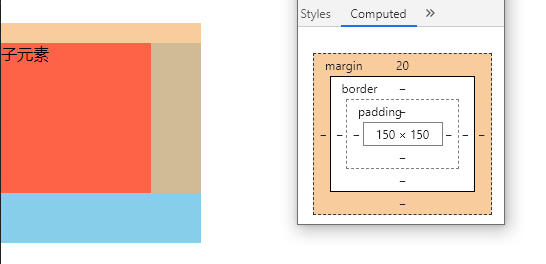 子元素
Styles Computed »
margin 20
border –
padding –
– – – 150 × 150 – – –
–
–
–